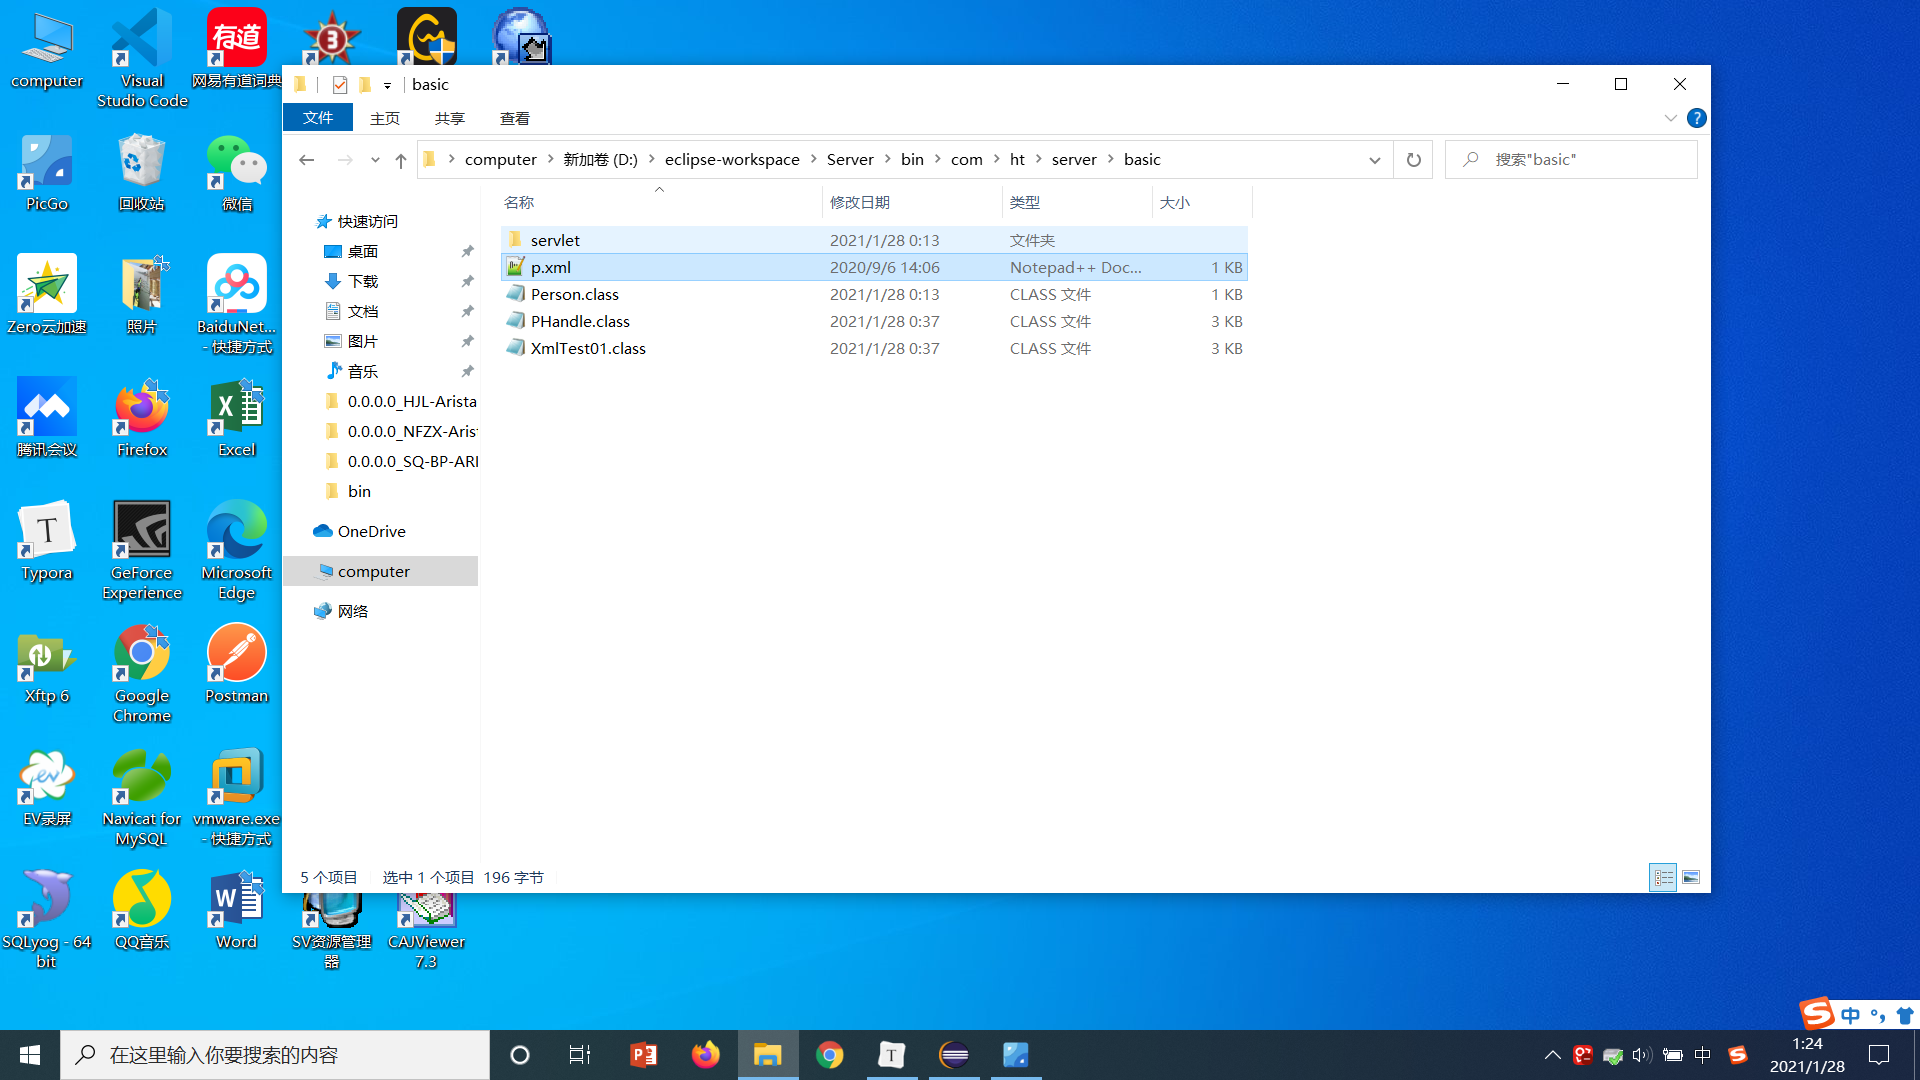 computer
Visual
Studio Code
有道
网易有道词典
3
basic
文件
主页
共享
查看
?
computer
新加卷 (D:)
eclipse-workspace
Server
bin
com
ht
server
basic
搜索"basic"
名称
修改日期
类型
大小
servlet
2021/1/28 0:13
文件夹
p.xml
2020/9/6 14:06
Notepad++ Doc...
1 KB
Person.class
2021/1/28 0:13
CLASS 文件
1 KB
PHandle.class
2021/1/28 0:37
CLASS 文件
3 KB
XmlTest01.class
2021/1/28 0:37
CLASS 文件
3 KB
快速访问
桌面
下载
文档
图片
音乐
0.0.0.0_HJL-Arista
0.0.0.0_NFZX-Aris
0.0.0.0_SQ-BP-ARI
bin
OneDrive
computer
网络
5 个项目
选中 1 个项目 196 字节
PicGo
回收站
微信
Zero云加速
照片
BaiduNet...
- 快捷方式
腾讯会议
Firefox
Excel
Typora
GeForce
Experience
Microsoft
Edge
Xftp 6
Google
Chrome
Postman
EV录屏
Navicat for
MySQL
vmware.exe
- 快捷方式
SQLyog - 64
bit
QQ音乐
Word
SV资源管理
器
CAJViewer
7.3
中
在这里输入你要搜索的内容
中
1:24
2021/1/28